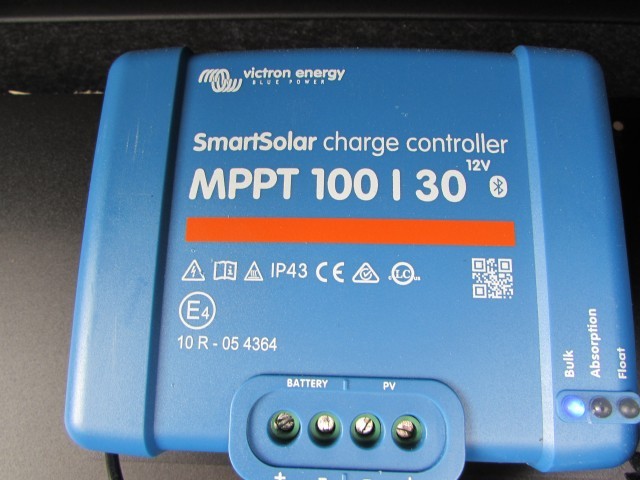 victron energy
BLUE POWER
SmartSolar charge controller
MPPT 100 | 30 12V
IP43 CE
E4
10 R - 05 4364
Bulk
Absorption
Float
BATTERY PV
+ -